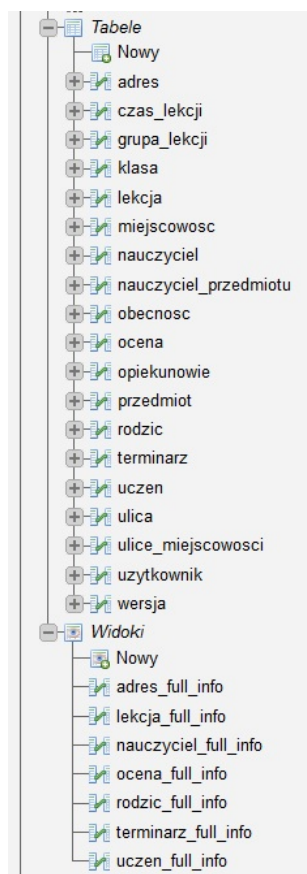 Tabele
Nowy
adres
czas_lekcji
grupa_lekcji
klasa
lekcja
miejscowosc
nauczyciel
nauczyciel_przedmiotu
obecnosc
ocena
opiekunowie
przedmiot
rodzic
terminarz
uczen
ulica
ulice_miejscowosci
uzytkownik
wersja
Widoki
Nowy
adres_full_info
lekcja_full_info
nauczyciel_full_info
ocena_full_info
rodzic_full_info
terminarz_full_info
uczen_full_info